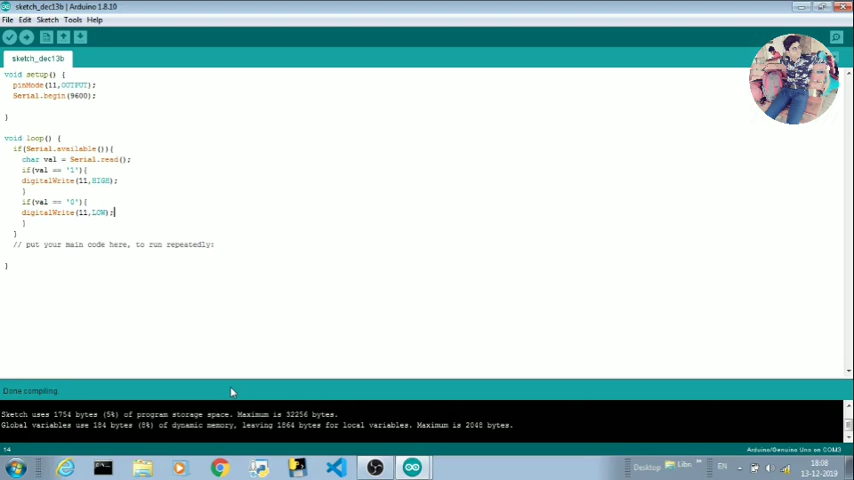 sketch_dec13b | Arduino 1.8.10
File Edit Sketch Tools Help
sketch_dec13b
void setup() {
pinMode(11,OUTPUT);
Serial.begin(9600);
}
void loop() {
if(Serial.available()){
char val = Serial.read();
if(val == '1'){
digitalWrite(11,HIGH);
}
if(val == '0'){
digitalWrite(11,LOW);
}
}
// put your main code here, to run repeatedly:
}
Done compiling.
Sketch uses 1754 bytes (5%) of program storage space. Maximum is 32256 bytes.
Global variables use 184 bytes (8%) of dynamic memory, leaving 1864 bytes for local variables. Maximum is 2048 bytes.
14 Arduino/Genuino Uno on COM3
Desktop Libr. » EN 18:08
13-12-2019